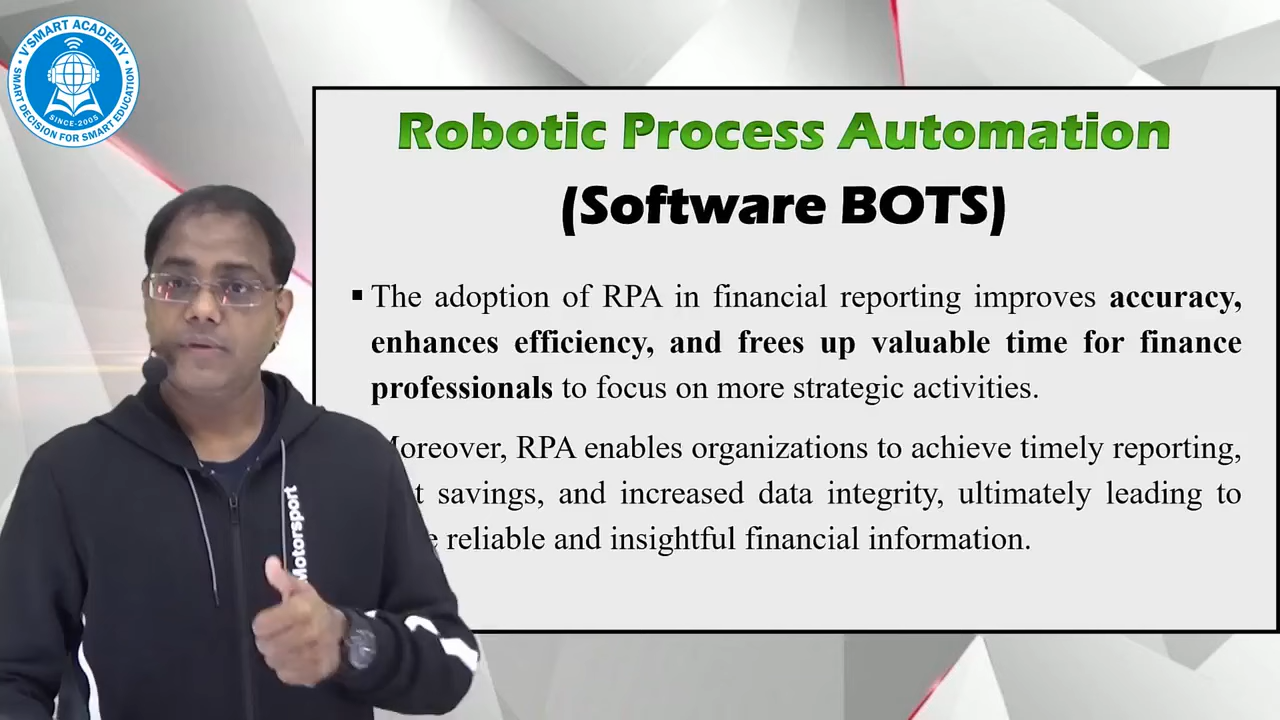 V'SMART ACADEMY
SMART DECISION FOR SMART EDUCATION
SINCE-2005
Robotic Process Automation
(Software BOTS)
The adoption of RPA in financial reporting improves accuracy,
enhances efficiency, and frees up valuable time for finance
professionals to focus on more strategic activities.
RPA enables organizations to achieve timely reporting,
savings, and increased data integrity, ultimately leading to
reliable and insightful financial information.
Motorsport